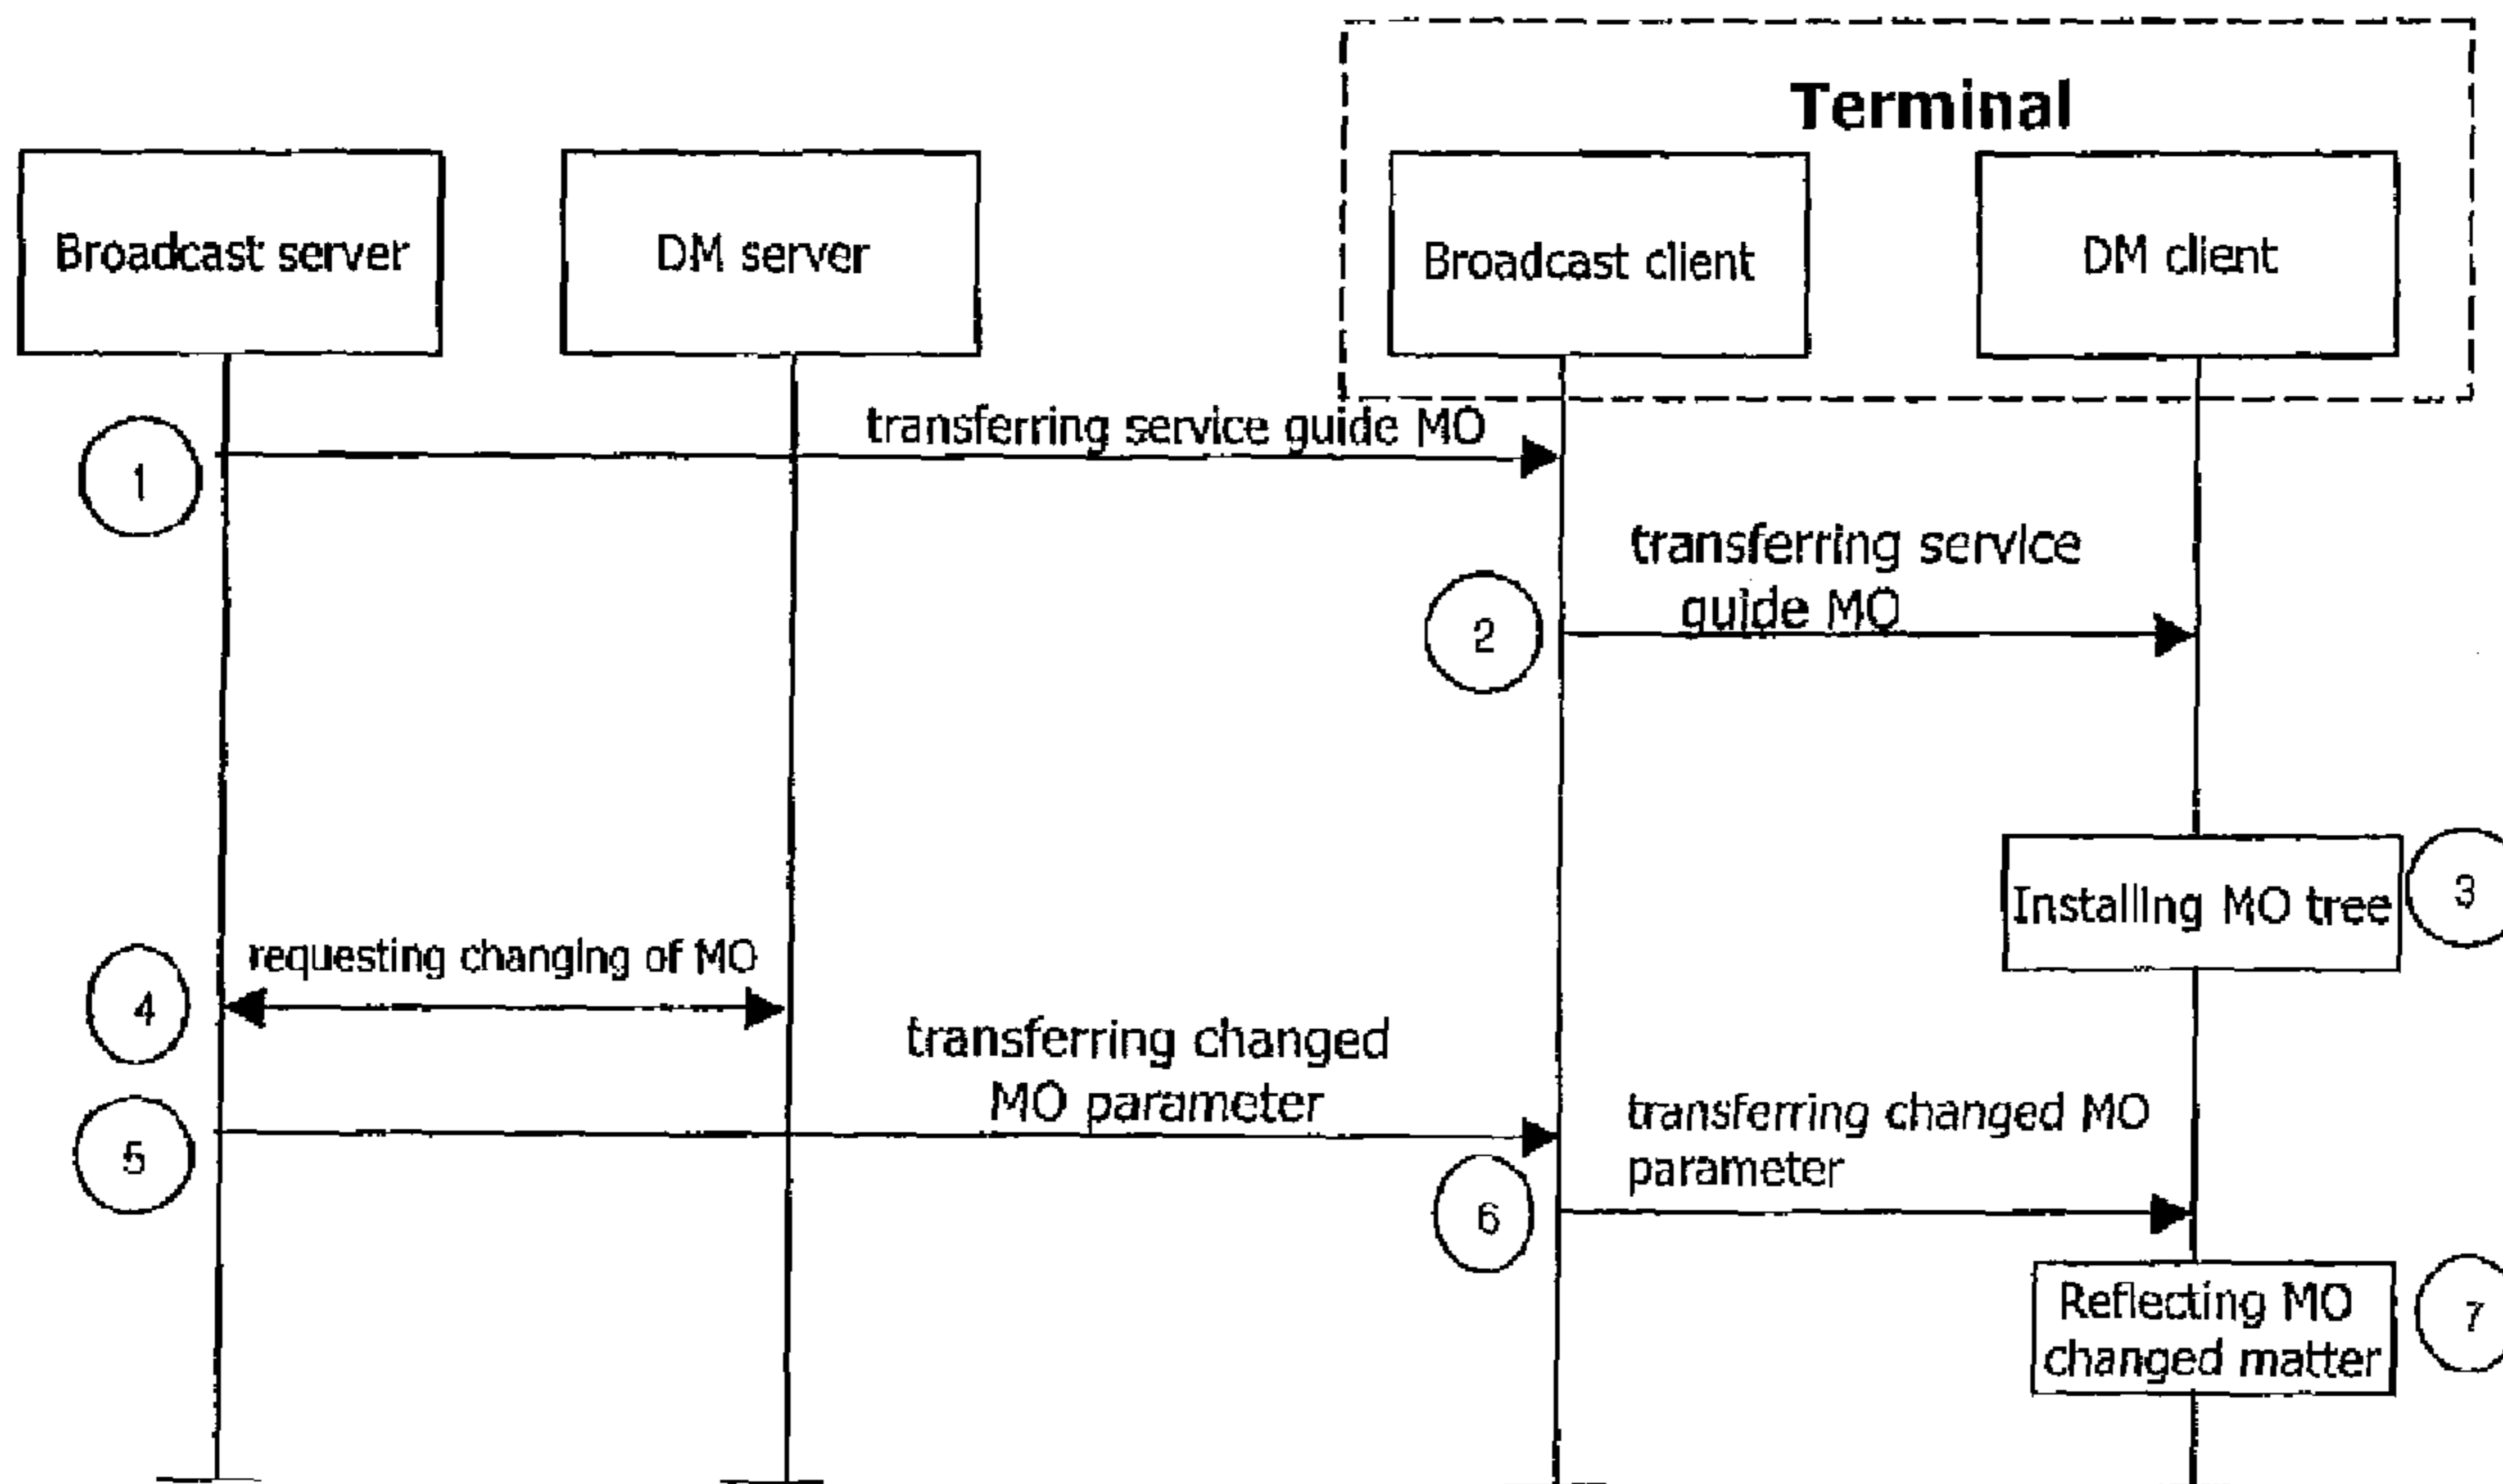 Terminal
Broadcast server
DM server
Broadcast client
DM client
transferring service guide MO
1
transferring service
guide MO
2
Installing MO tree
3
requesting changing of MO
4
transferring changed
MO parameter
5
transferring changed MO
parameter
6
Reflecting MO
changed matter
7